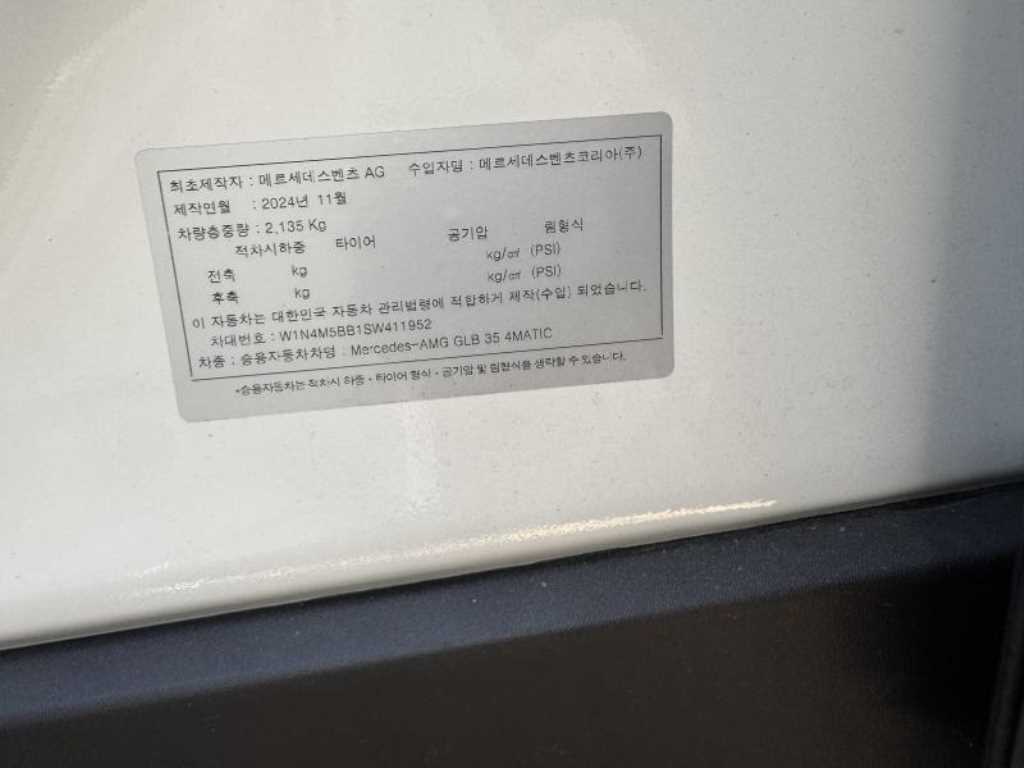 최초제작자 : 메르세데스벤츠 AG 수입자명 : 메르세데스벤츠코리아(주)
제작연월 : 2024년 11월
차량총중량 : 2,135 Kg
적차시하중 타이어 공기압 림형식
전축 kg kg/㎠ (PSI)
후축 kg kg/㎠ (PSI)
이 자동차는 대한민국 자동차 관리법령에 적합하게 제작(수입) 되었습니다.
차대번호 : W1N4M5BB1SW411952
차종 : 승용자동차차명 : Mercedes-AMG GLB 35 4MATIC
*승용자동차는 적차시 하중 · 타이어 형식 · 공기압 및 림형식을 생략할 수 있습니다.